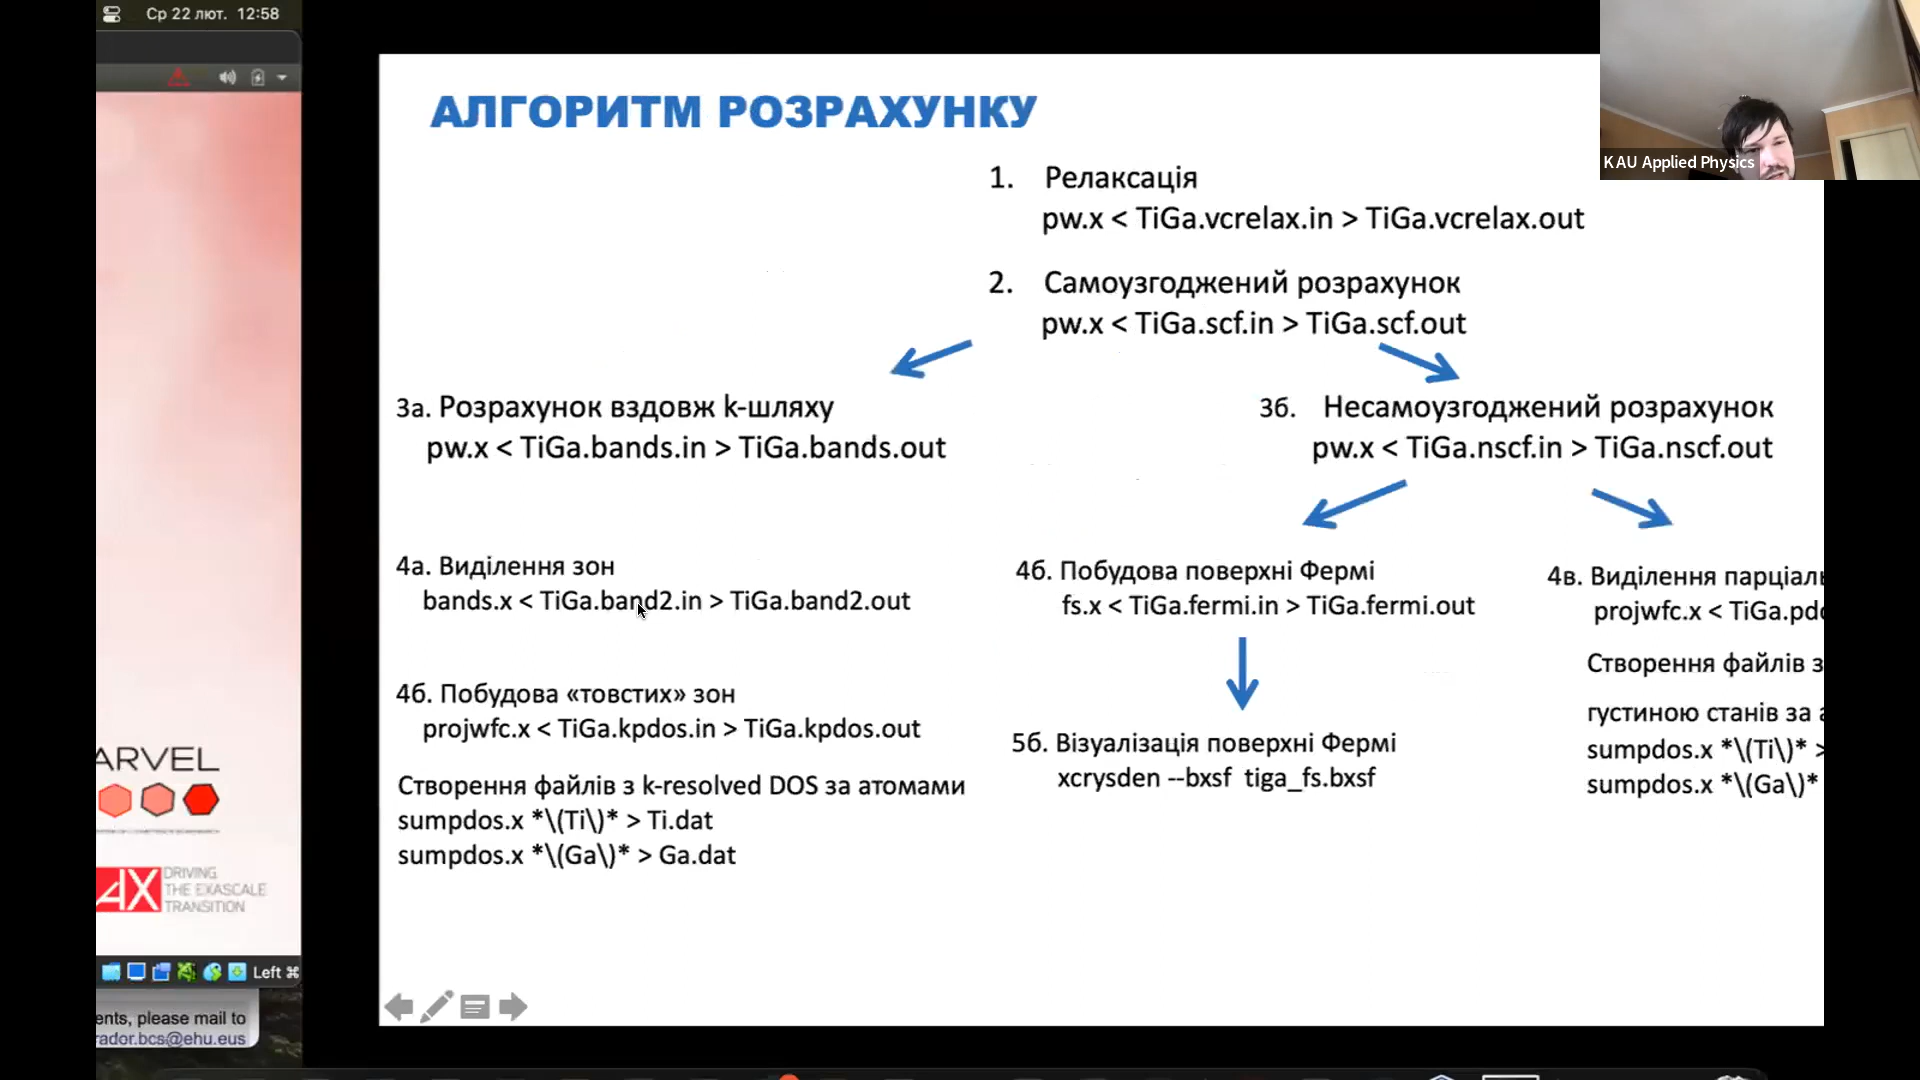 Ср 22 лют. 12:58
АЛГОРИТМ РОЗРАХУНКУ
KAU Applied Physics
1. Релаксація
pw.x < TiGa.vcrelax.in > TiGa.vcrelax.out
2. Самоузгоджений розрахунок
pw.x < TiGa.scf.in > TiGa.scf.out
3а. Розрахунок вздовж k-шляху
pw.x < TiGa.bands.in > TiGa.bands.out
3б. Несамоузгоджений розрахунок
pw.x < TiGa.nscf.in > TiGa.nscf.out
4а. Виділення зон
bands.x < TiGa.band2.in > TiGa.band2.out
4б. Побудова «товстих» зон
projwfc.x < TiGa.kpdos.in > TiGa.kpdos.out
Створення файлів з k-resolved DOS за атомами
sumpdos.x *\(Ti\)* > Ti.dat
sumpdos.x *\(Ga\)* > Ga.dat
4б. Побудова поверхні Фермі
fs.x < TiGa.fermi.in > TiGa.fermi.out
5б. Візуалізація поверхні Фермі
xcrysden --bxsf tiga_fs.bxsf
4в. Виділення парціаль
projwfc.x < TiGa.pd
Створення файлів з
густиною станів за
sumpdos.x *\(Ti\)* >
sumpdos.x *\(Ga\)*
ARVEL
AX
DRIVING
THE EXASCALE
TRANSITION
Left ⌘
ents, please mail to
rador.bcs@ehu.eus